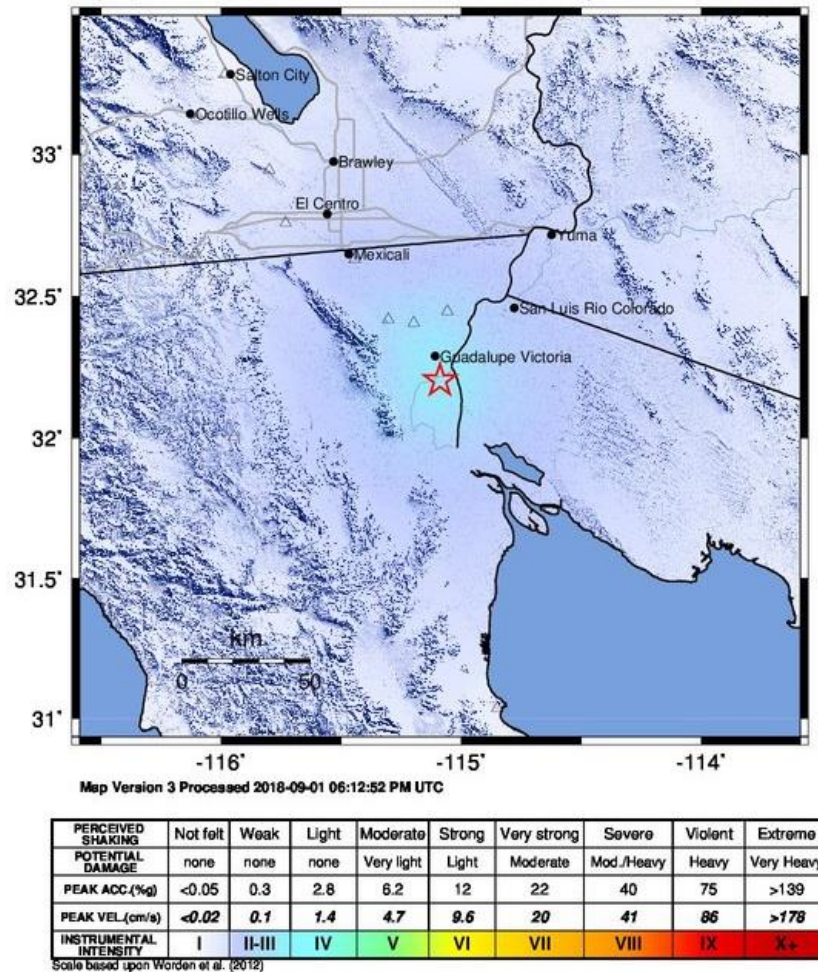 Salton City
Ocotillo Wells
33°
Brawley
El Centro
Yuma
Mexicali
32.5°
San Luis Rio Colorado
Guadalupe Victoria
32°
31.5°
km
0 50
31°
-116° -115° -114°
Map Version 3 Processed 2018-09-01 06:12:52 PM UTC
PERCEIVED SHAKING Not felt Weak Light Moderate Strong Very strong Severe Violent Extreme
POTENTIAL DAMAGE none none none Very light Light Moderate Mod./Heavy Heavy Very Heavy
PEAK ACC.(%g) <0.05 0.3 2.8 6.2 12 22 40 75 >139
PEAK VEL.(cm/s) <0.02 0.1 1.4 4.7 9.6 20 41 86 >178
INSTRUMENTAL INTENSITY I II-III IV V VI VII VIII IX X+
Scale based upon Worden et al. (2012)